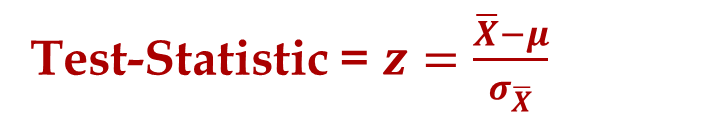 Test-Statistic = z = (X̅−μ)/σ_X̅